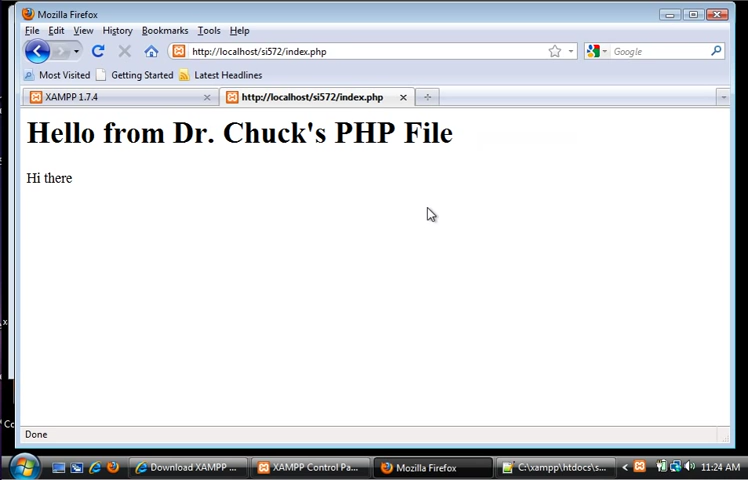 Mozilla Firefox
File Edit View History Bookmarks Tools Help
http://localhost/si572/index.php Google
Most Visited Getting Started Latest Headlines
XAMPP 1.7.4 http://localhost/si572/index.php
Hello from Dr. Chuck's PHP File
Hi there
Done
Download XAMPP ... XAMPP Control Pa... Mozilla Firefox C:\xampp\htdocs\s... 11:24 AM